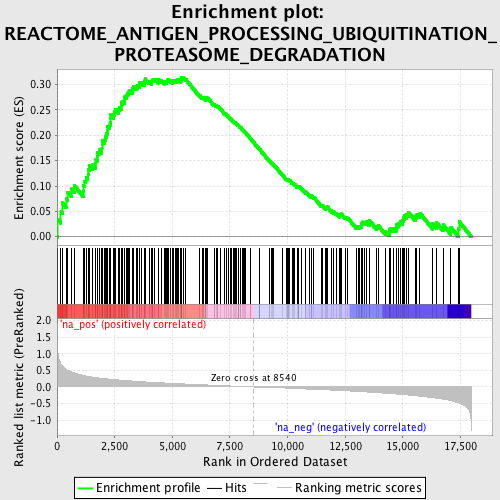 Enrichment plot:
REACTOME_ANTIGEN_PROCESSING_UBIQUITINATION_
PROTEASOME_DEGRADATION
Enrichment score (ES)
0.30
0.25
0.20
0.15
0.10
0.05
0.00
'na_pos' (positively correlated)
Ranked list metric (PreRanked)
2.0
1.5
1.0
0.5
0.0
-0.5
-1.0
Zero cross at 8540
'na_neg' (negatively correlated)
0
2,500
5,000
7,500
10,000
12,500
15,000
17,500
Rank in Ordered Dataset
Enrichment profile
Hits
Ranking metric scores